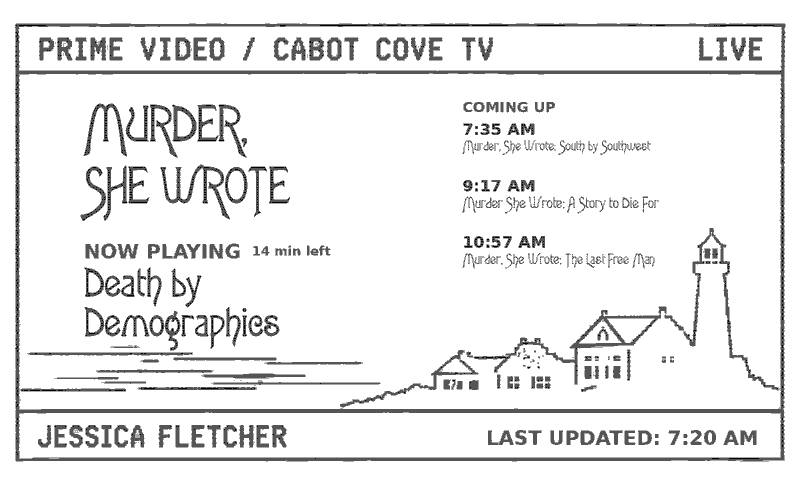 PRIME VIDEO / CABOT COVE TV
LIVE
MURDER,
SHE WROTE
NOW PLAYING 14 min left
Death by
Demographics
COMING UP
7:35 AM
Murder, She Wrote: South by Southwest
9:17 AM
Murder She Wrote: A Story to Die For
10:57 AM
Murder, She Wrote: The Last Free Man
JESSICA FLETCHER
LAST UPDATED: 7:20 AM